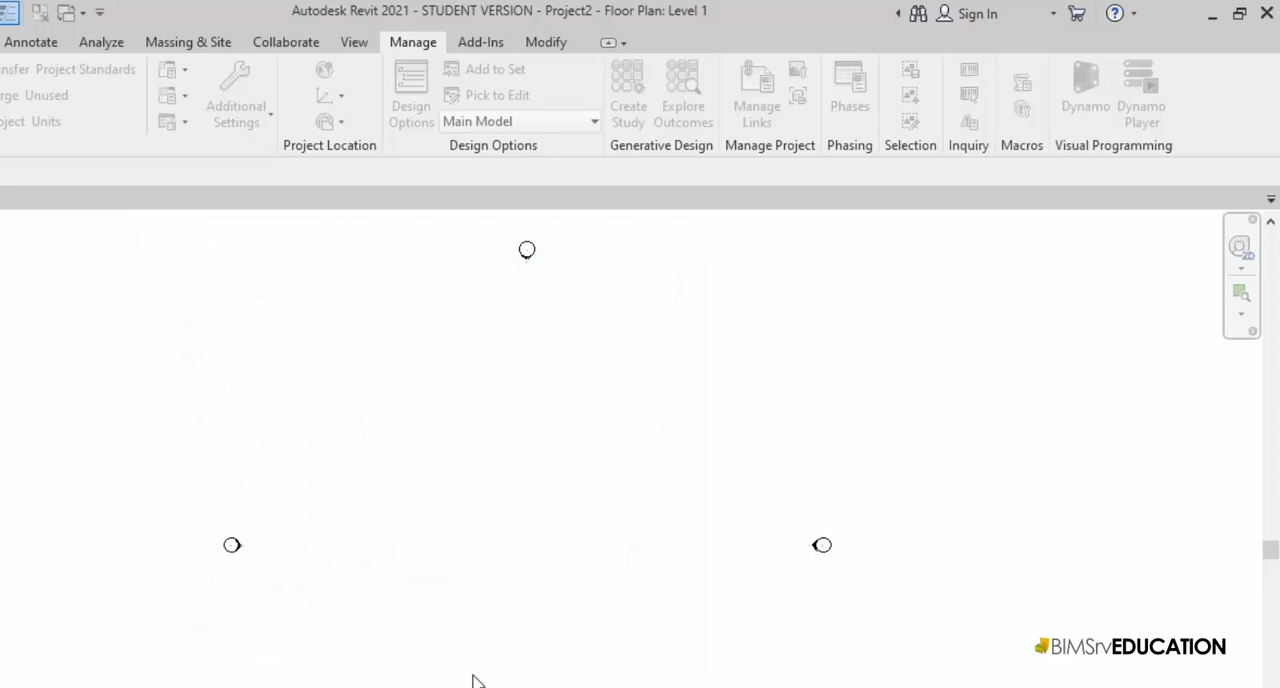 Autodesk Revit 2021 - STUDENT VERSION - Project2 - Floor Plan: Level 1
Sign In
Annotate Analyze Massing & Site Collaborate View Manage Add-Ins Modify
nsfer Project Standards
rge Unused
oject Units
Additional Settings
Project Location
Design Options
Add to Set
Pick to Edit
Main Model
Design Options
Create Study
Explore Outcomes
Generative Design
Manage Links
Manage Project
Phases
Phasing
Selection
Inquiry
Macros
Dynamo
Dynamo Player
Visual Programming
2D
BIMSrvEDUCATION